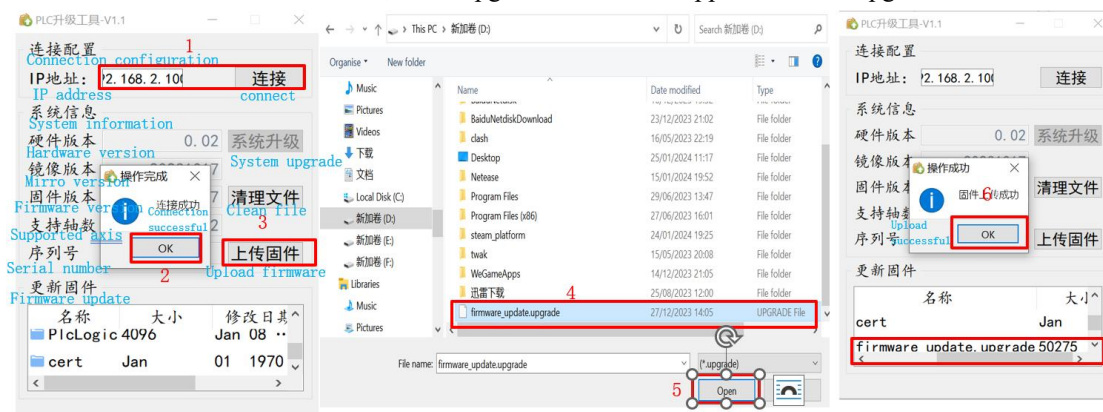 PLC升级工具-V1.1
1
连接配置
Connection configuration
IP地址: 2.168.2.10
连接
IP address
connect
系统信息
System information
硬件版本 0.02 系统升级
Hardware version
System upgrade
镜像版本
Mirro version
操作完成
固件版本 7 清理文件
Firmware version
连接成功
Connection successful
Clean file
支持轴数 2
3
Supported axis
OK
序列号
上传固件
Serial number
2
Upload firmware
更新固件
Firmware update
名称 大小 修改日期
PlcLogic 4096 Jan 08 ..
cert Jan 01 1970
This PC > 新加卷 (D:)
Search 新加卷 (D:)
Organise New folder
Music
Pictures
Videos
下载
文档
Local Disk (C:)
新加卷 (D:)
新加卷 (E:)
新加卷 (F:)
Libraries
Music
Pictures
Name Date modified Type
BaiduNetdiskDownload 23/12/2023 21:02 File folder
clash 16/05/2023 22:19 File folder
Desktop 25/01/2024 11:17 File folder
Netease 15/01/2024 19:52 File folder
Program Files 29/06/2023 13:47 File folder
Program Files (x86) 27/06/2023 16:01 File folder
steam_platform 24/01/2024 19:25 File folder
twak 15/05/2023 20:08 File folder
WeGameApps 14/12/2023 21:05 File folder
迅雷下载 25/08/2023 12:00 File folder
4
firmware_update.upgrade 27/12/2023 14:05 UPGRADE File
File name: firmware_update.upgrade
(*.upgrade)
5
Open
PLC升级工具-V1.1
连接配置
IP地址: 2.168.2.10
连接
系统信息
硬件版本 0.02 系统升级
镜像版本
操作成功
固件版 清理文件
固件上传成功
6
支持轴
Upload successful
OK
序列号
上传固件
更新固件
名称 大小
cert Jan
firmware_update.upgrade 50275